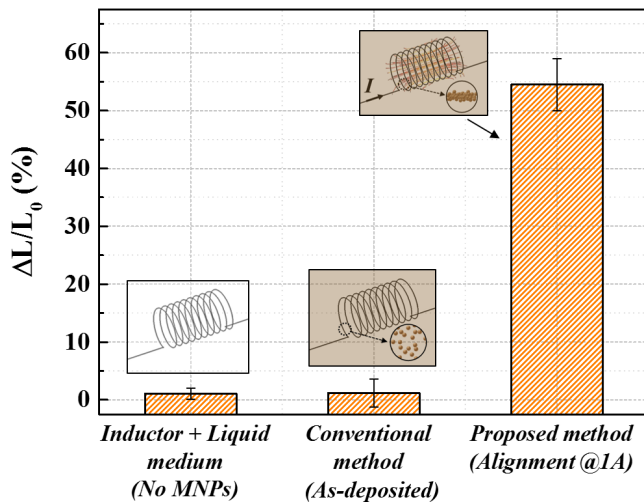 ΔL/L0 (%)
60
50
40
30
20
10
0
I
Inductor + Liquid
medium
(No MNPs)
Conventional
method
(As-deposited)
Proposed method
(Alignment @1A)